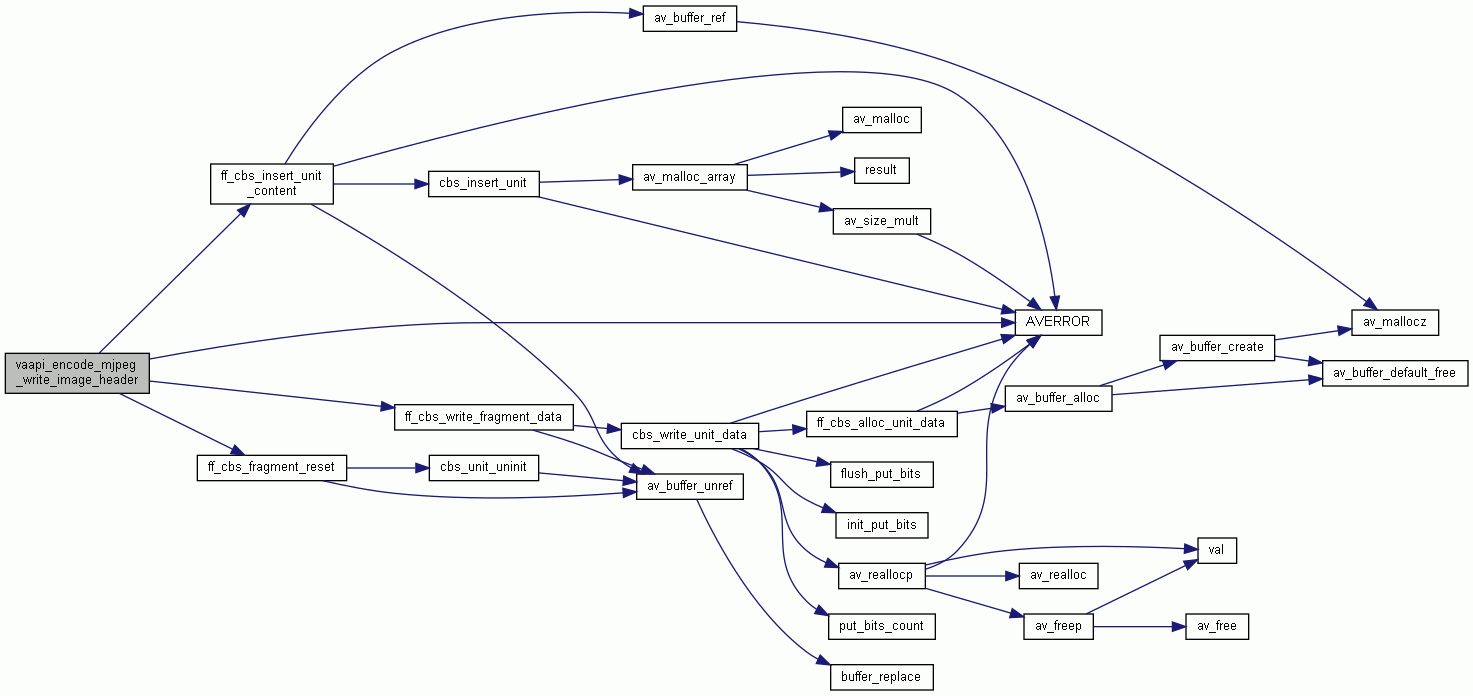 av_buffer_ref
av_malloc
result
ff_cbs_insert_unit
_content
cbs_insert_unit
av_malloc_array
av_size_mult
AVERROR
av_mallocz
av_buffer_create
av_buffer_default_free
vaapi_encode_mjpeg
_write_image_header
av_buffer_alloc
ff_cbs_write_fragment_data
cbs_write_unit_data
ff_cbs_alloc_unit_data
ff_cbs_fragment_reset
cbs_unit_uninit
av_buffer_unref
flush_put_bits
init_put_bits
val
av_reallocp
av_realloc
put_bits_count
av_freep
av_free
buffer_replace